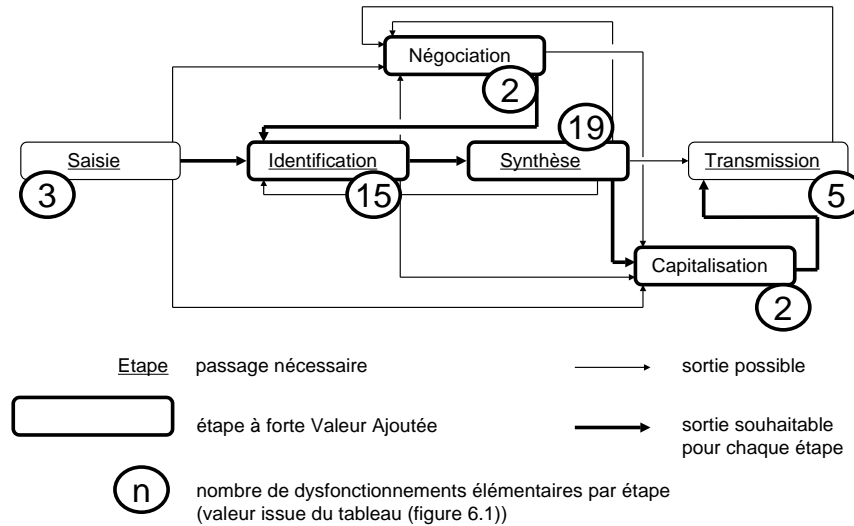 Négociation
2
19
Saisie
Identification
Synthèse
Transmission
3
15
5
Capitalisation
2
Etape passage nécessaire
sortie possible
étape à forte Valeur Ajoutée
sortie souhaitable
pour chaque étape
n
nombre de dysfonctionnements élémentaires par étape
(valeur issue du tableau (figure 6.1))